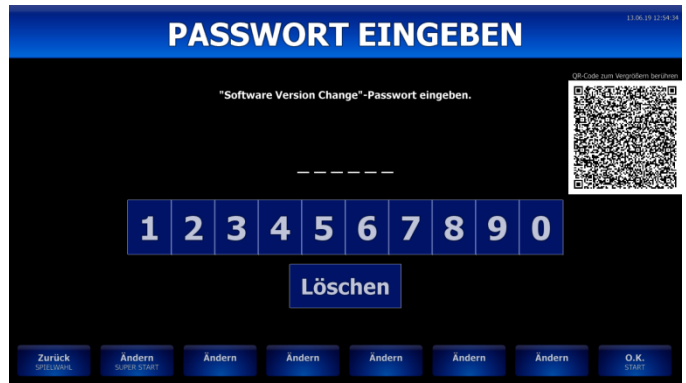 PASSWORT EINGEBEN
13.06.19 12:54:34
QR-Code zum Vergrößern berühren
"Software Version Change"-Passwort eingeben.
_ _ _ _ _ _
1 2 3 4 5 6 7 8 9 0
Löschen
Zurück Ändern Ändern Ändern Ändern Ändern Ändern O.K.
SPIELWAHL SUPER START START